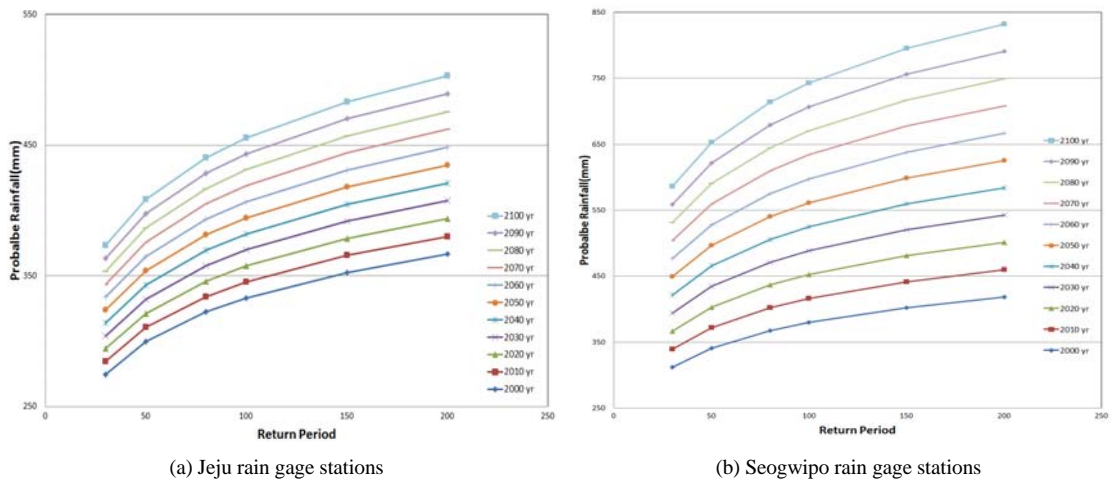 550
450
350
250
0
50
100
150
200
250
Probalbe Rainfall(mm)
Return Period
2100 yr
2090 yr
2080 yr
2070 yr
2060 yr
2050 yr
2040 yr
2030 yr
2020 yr
2010 yr
2000 yr
(a) Jeju rain gage stations
850
750
650
550
450
350
250
0
50
100
150
200
250
Probalbe Rainfall(mm)
Return Period
2100 yr
2090 yr
2080 yr
2070 yr
2060 yr
2050 yr
2040 yr
2030 yr
2020 yr
2010 yr
2000 yr
(b) Seogwipo rain gage stations